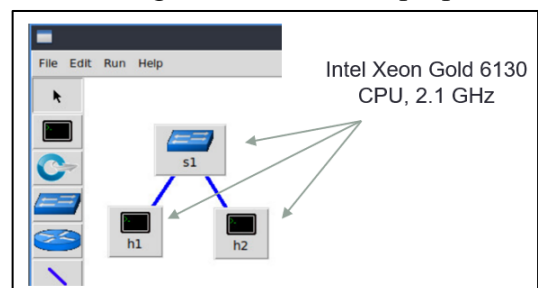 File Edit Run Help
Intel Xeon Gold 6130
CPU, 2.1 GHz
s1
h1
h2